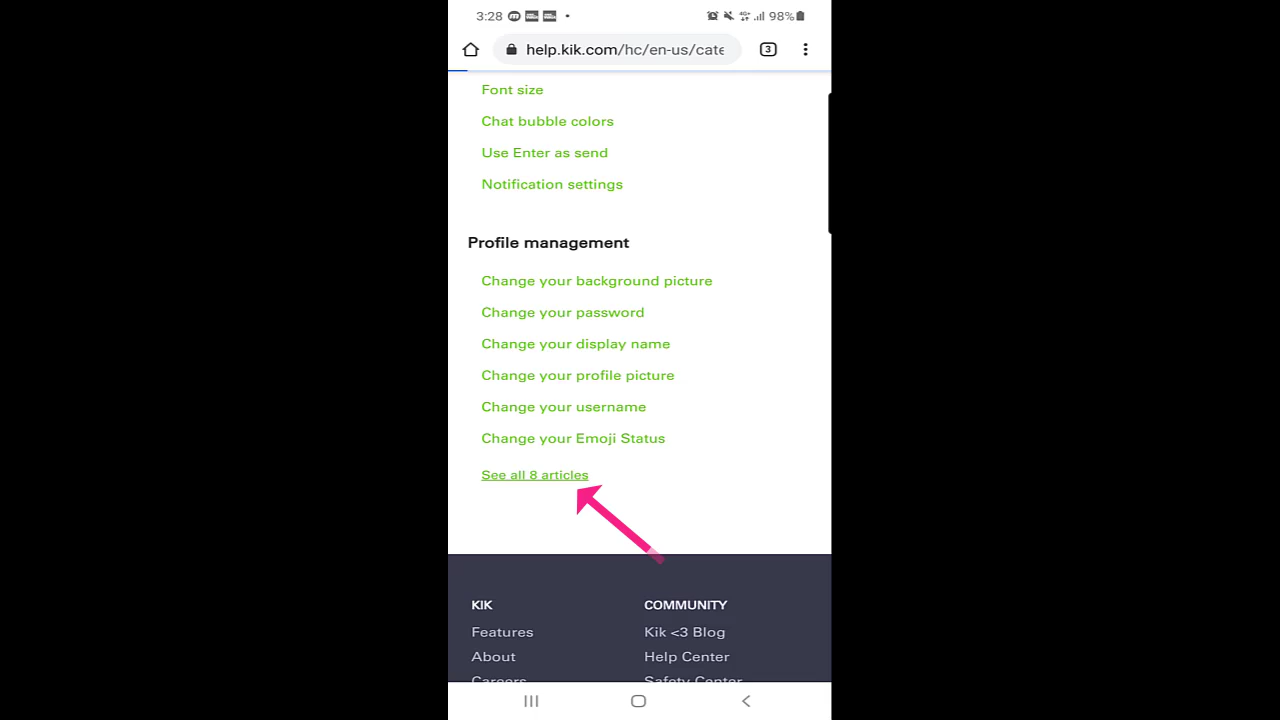 3:28 98%
help.kik.com/hc/en-us/cate 3
Font size
Chat bubble colors
Use Enter as send
Notification settings
Profile management
Change your background picture
Change your password
Change your display name
Change your profile picture
Change your username
Change your Emoji Status
See all 8 articles
KIK COMMUNITY
Features Kik <3 Blog
About Help Center
Careers Safety Center